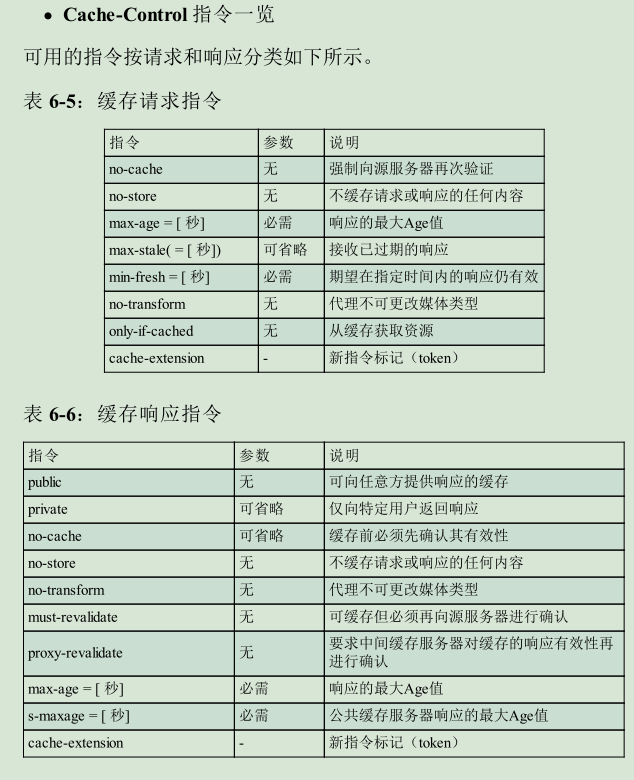 • Cache-Control 指令一览
可用的指令按请求和响应分类如下所示。
表 6-5：缓存请求指令
指令 参数 说明
no-cache 无 强制向源服务器再次验证
no-store 无 不缓存请求或响应的任何内容
max-age = [ 秒] 必需 响应的最大Age值
max-stale( = [ 秒]) 可省略 接收已过期的响应
min-fresh = [ 秒] 必需 期望在指定时间内的响应仍有效
no-transform 无 代理不可更改媒体类型
only-if-cached 无 从缓存获取资源
cache-extension - 新指令标记（token）
表 6-6：缓存响应指令
指令 参数 说明
public 无 可向任意方提供响应的缓存
private 可省略 仅向特定用户返回响应
no-cache 可省略 缓存前必须先确认其有效性
no-store 无 不缓存请求或响应的任何内容
no-transform 无 代理不可更改媒体类型
must-revalidate 无 可缓存但必须再向源服务器进行确认
proxy-revalidate 无 要求中间缓存服务器对缓存的响应有效性再
进行确认
max-age = [ 秒] 必需 响应的最大Age值
s-maxage = [ 秒] 必需 公共缓存服务器响应的最大Age值
cache-extension - 新指令标记（token）